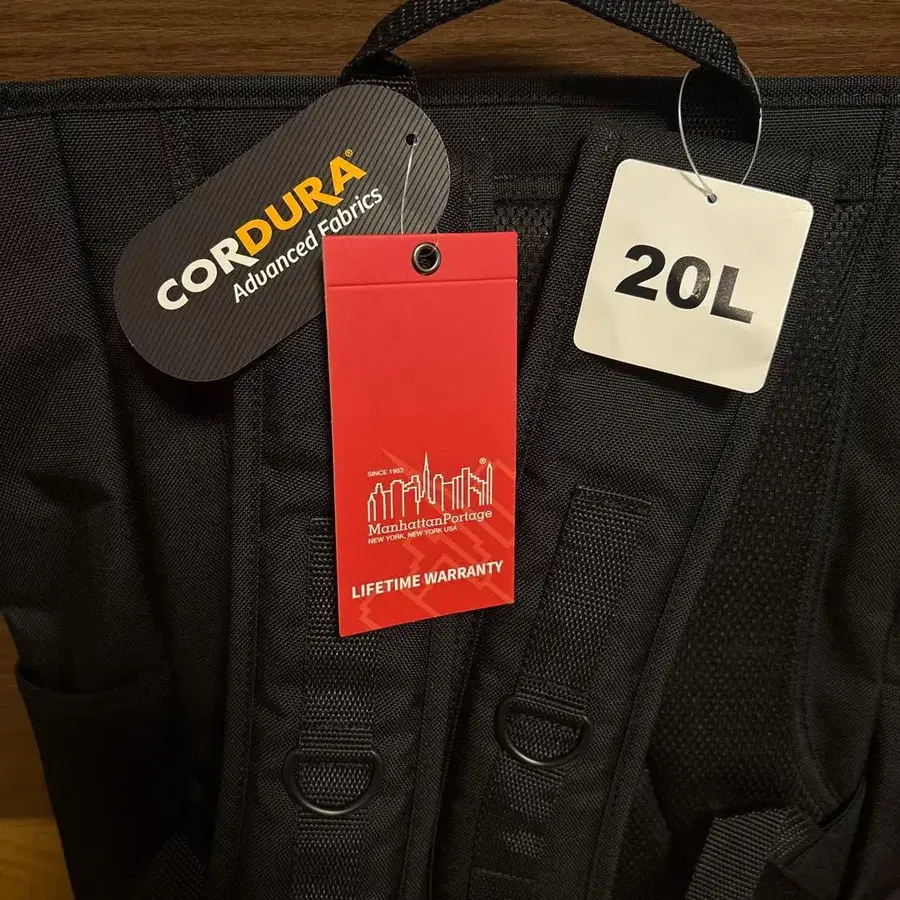 CORDURA®
Advanced Fabrics
20L
SINCE 1983
®
ManhattanPortage
NEW YORK, NEW YORK USA
LIFETIME WARRANTY